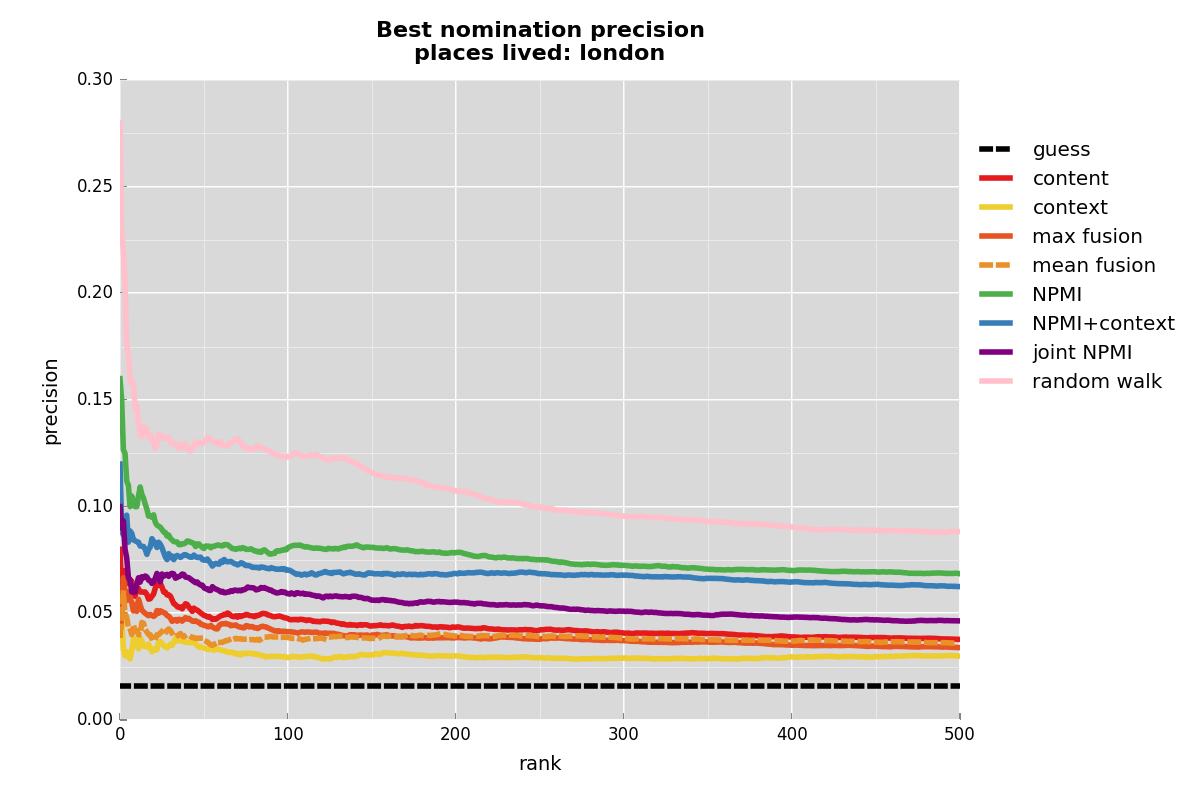 Best nomination precision
places lived: london
0.30
0.25
0.20
0.15
0.10
0.05
0.00
precision
0 100 200 300 400 500
rank
guess
content
context
max fusion
mean fusion
NPMI
NPMI+context
joint NPMI
random walk